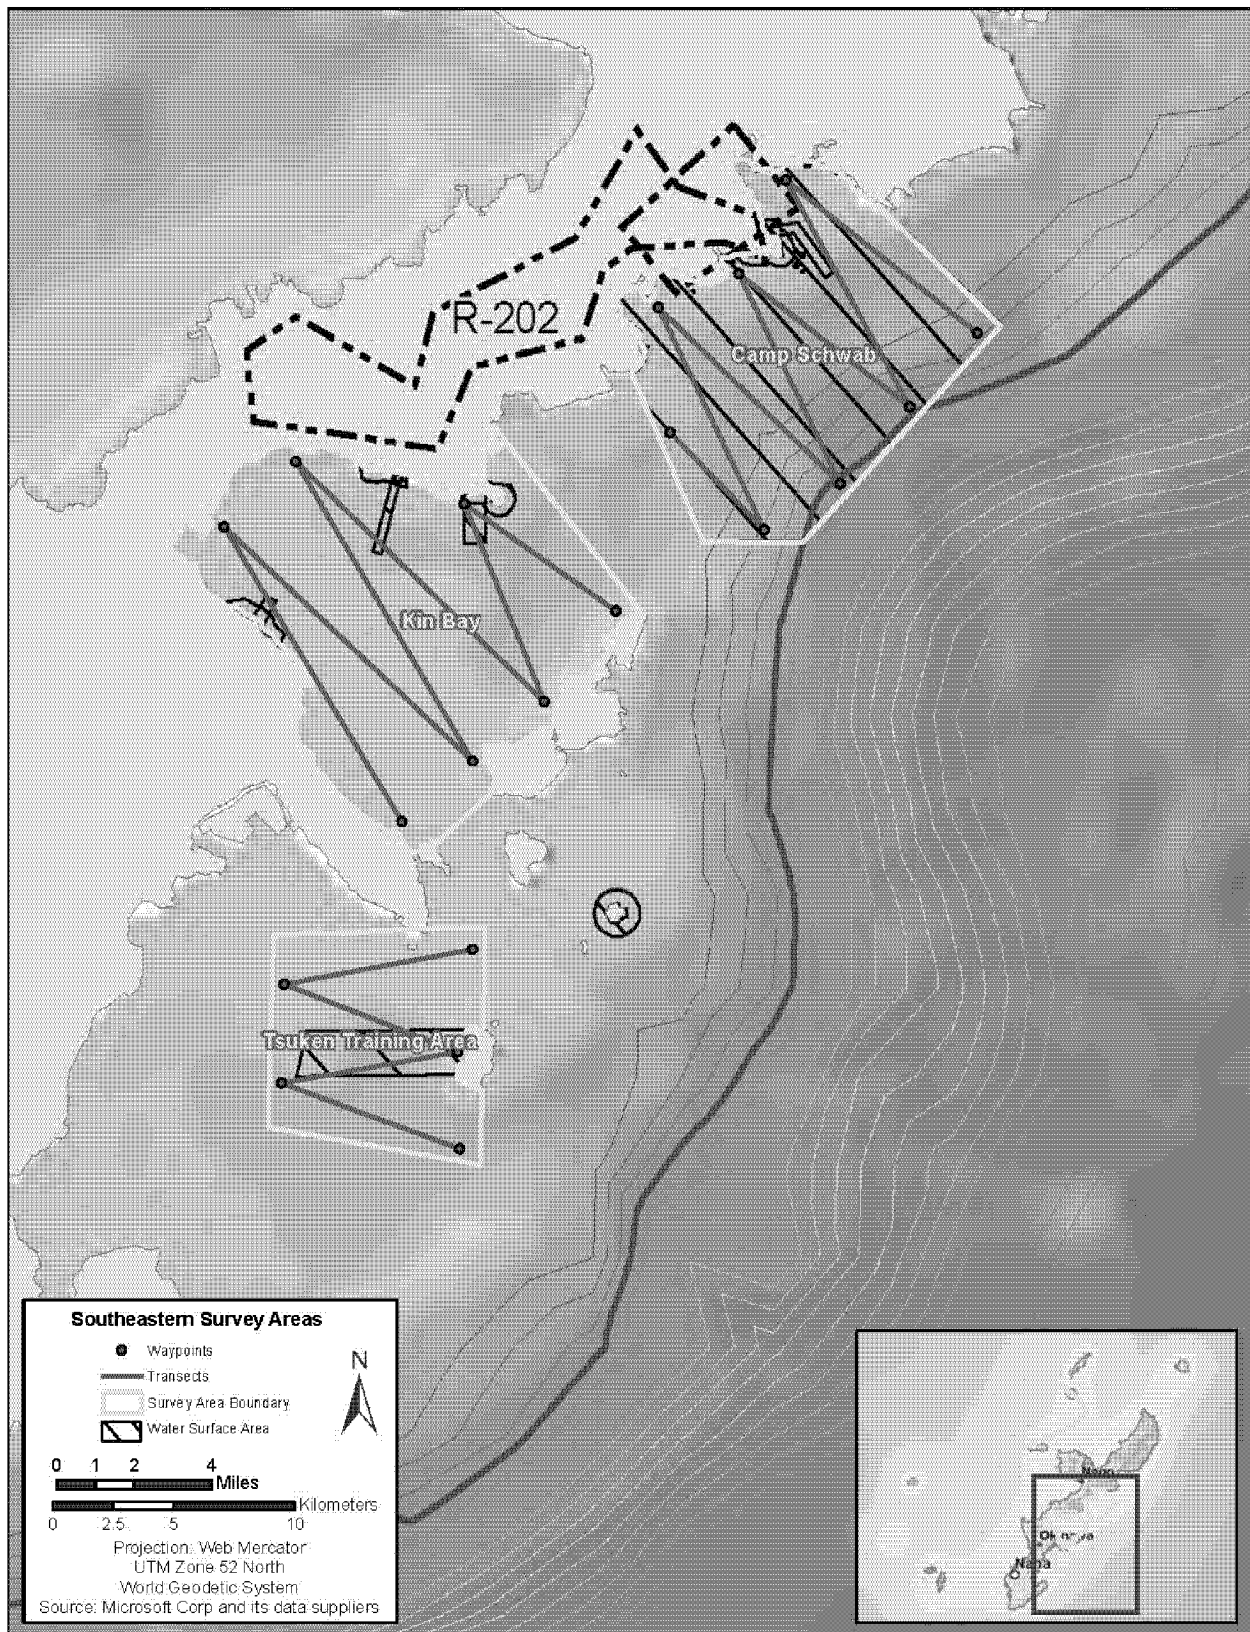 R-202
Camp Schwab
Kin Bay
Tsuken Training Area
Southeastern Survey Areas
Waypoints
Transects
Survey Area Boundary
Water Surface Area
N
0 1 2 4
Miles
Kilometers
0 2.5 5 10
Projection: Web Mercator
UTM Zone 52 North
World Geodetic System
Source: Microsoft Corp and its data suppliers
Naha